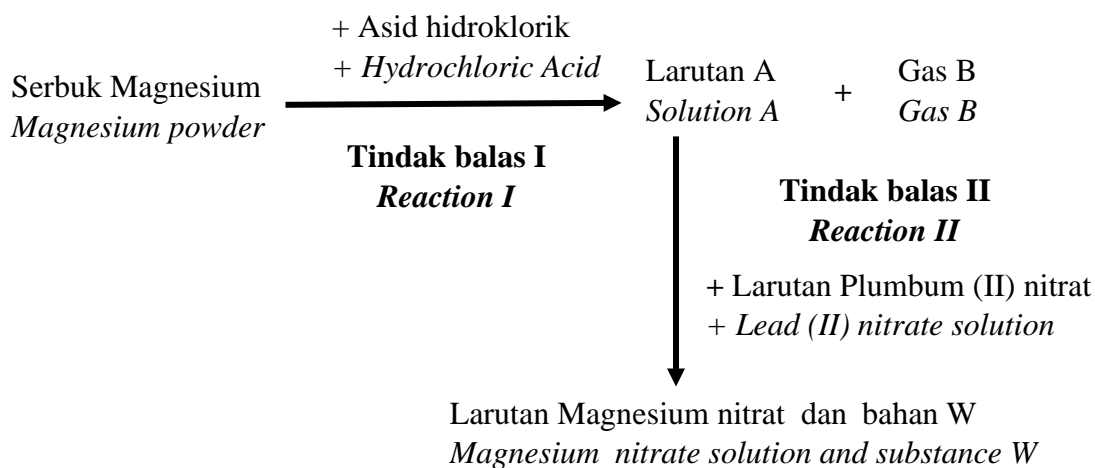 + Asid hidroklorik
+ Hydrochloric Acid
Serbuk Magnesium
Magnesium powder
Larutan A
Solution A
+
Gas B
Gas B
Tindak balas I
Reaction I
Tindak balas II
Reaction II
+ Larutan Plumbum (II) nitrat
+ Lead (II) nitrate solution
Larutan Magnesium nitrat dan bahan W
Magnesium nitrate solution and substance W